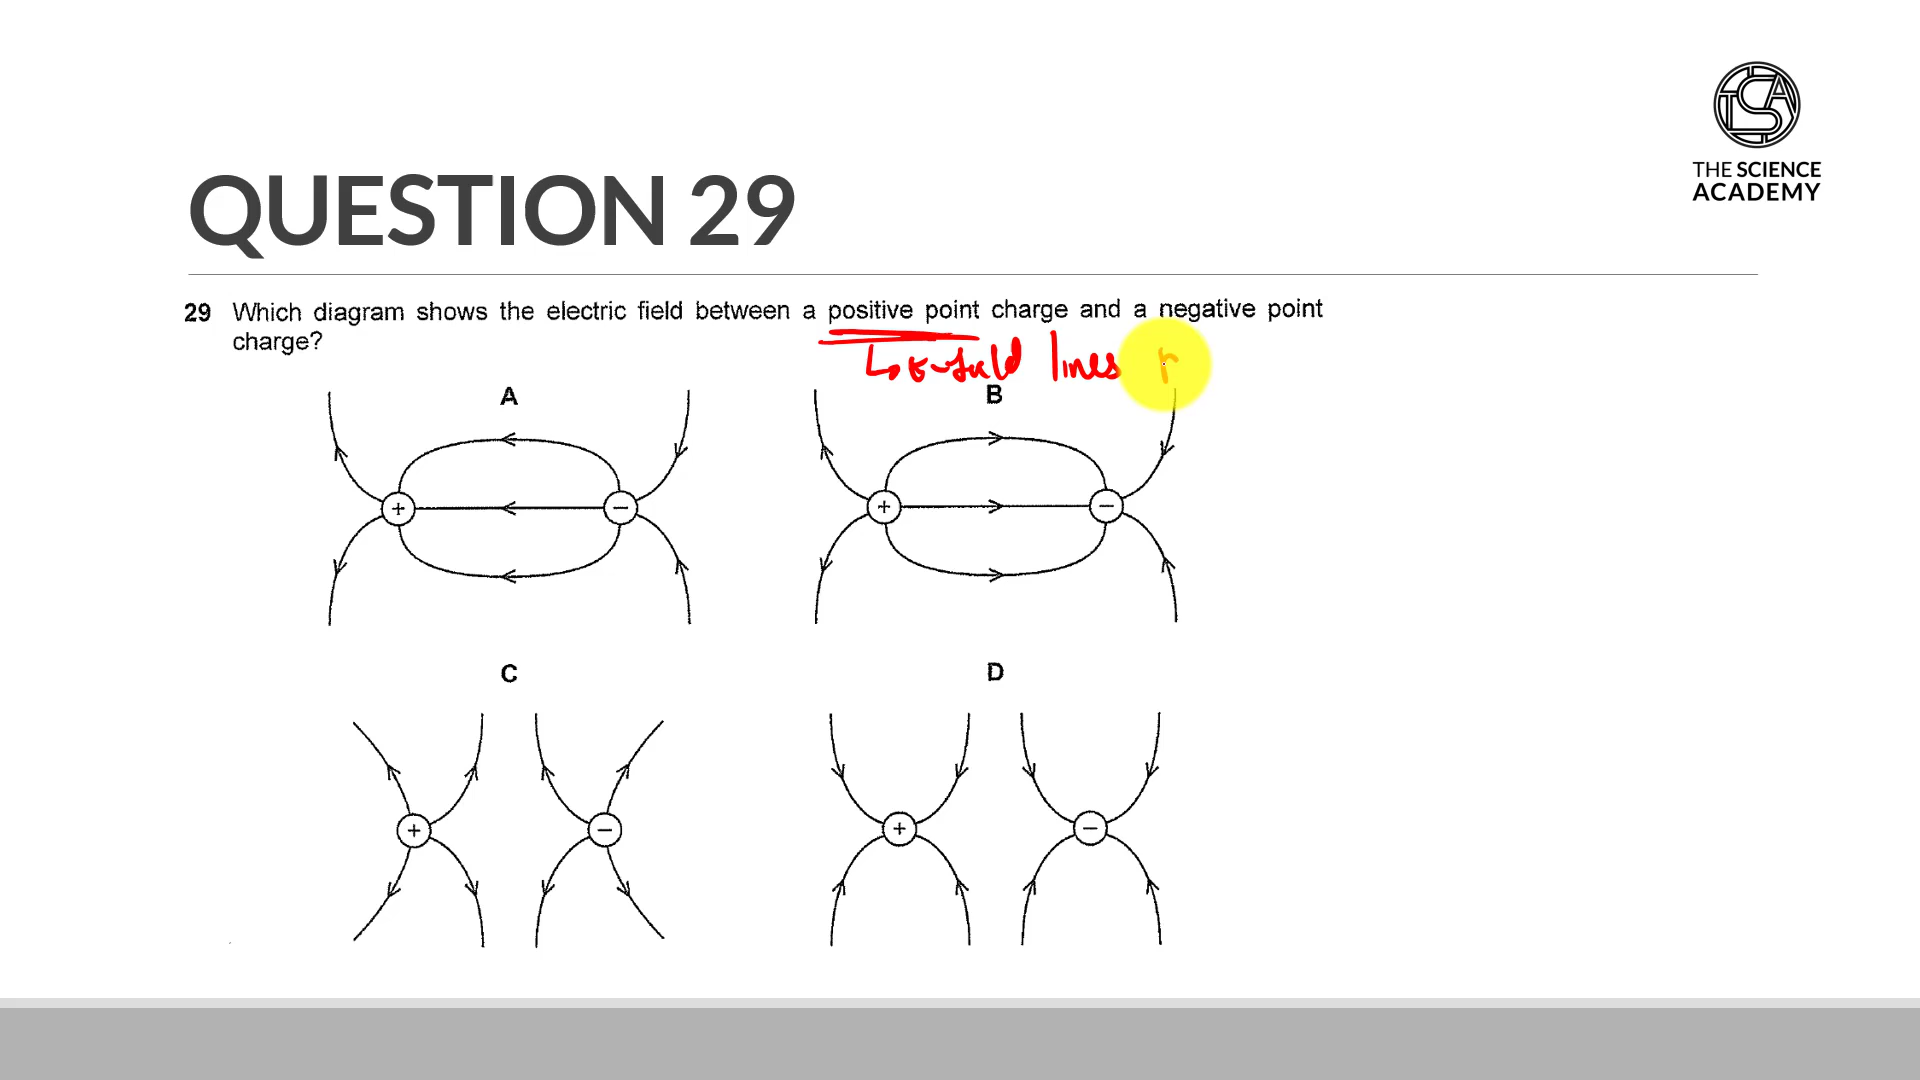 THE SCIENCE
ACADEMY
QUESTION 29
29 Which diagram shows the electric field between a positive point charge and a negative point
charge?
↳ E-field lines
A
B
+
−
+
−
C
D
+
−
+
−